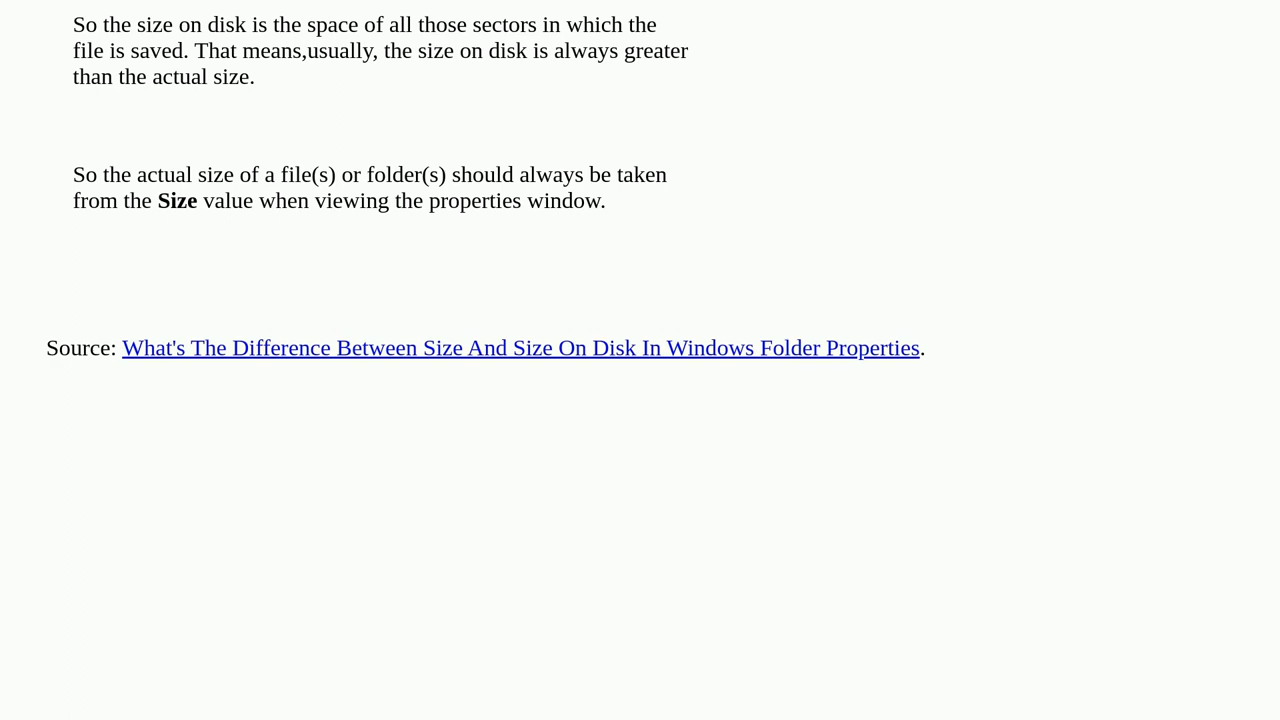 So the size on disk is the space of all those sectors in which the
file is saved. That means,usually, the size on disk is always greater
than the actual size.
So the actual size of a file(s) or folder(s) should always be taken
from the Size value when viewing the properties window.
Source: What's The Difference Between Size And Size On Disk In Windows Folder Properties.